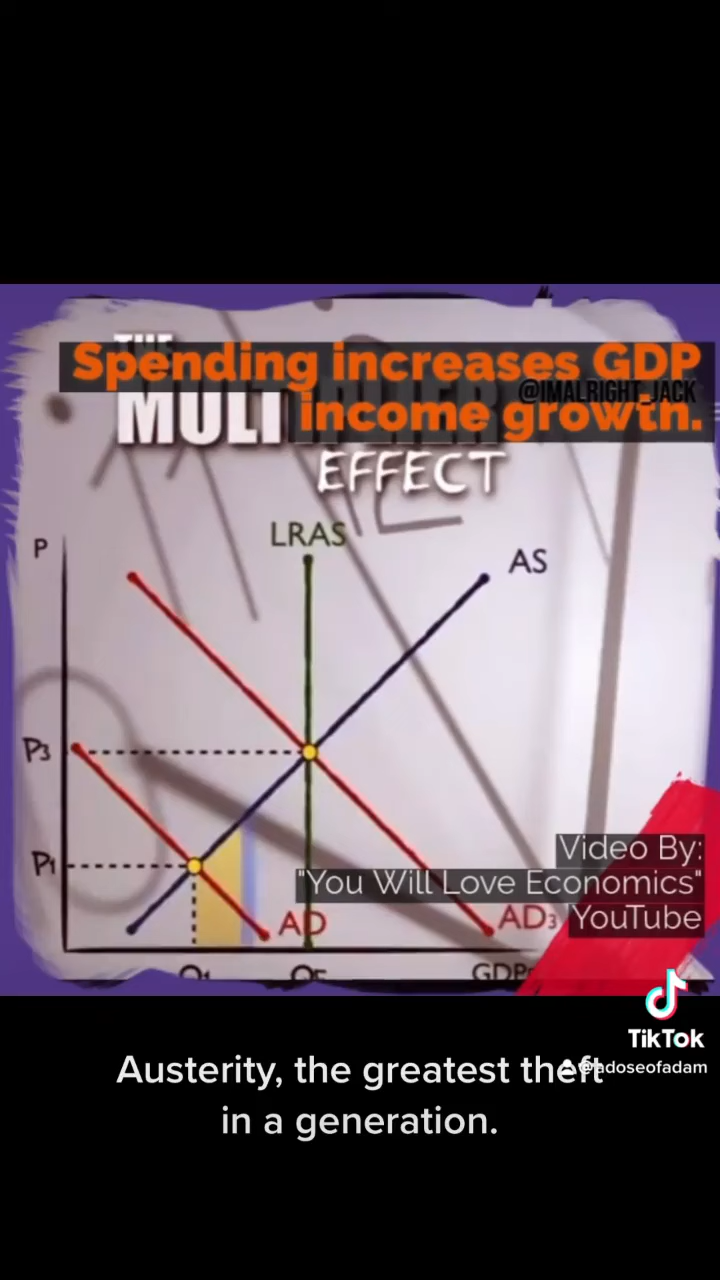 Spending increases GDP
@IMALRIGHT_JACK
MULTI income growth.
EFFECT
LRAS
P
AS
P3
P1
Video By:
"You Will Love Economics"
AD
AD3
YouTube
GDP
TikTok
@adoseofadam
Austerity, the greatest theft
in a generation.